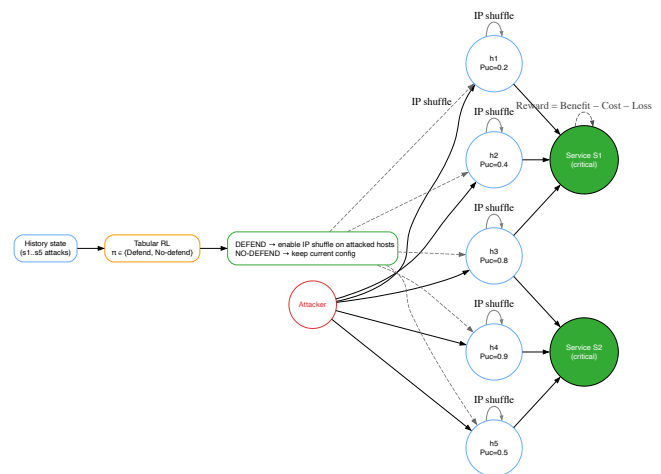 IP shuffle
h1
Puc=0.2
IP shuffle
Reward = Benefit − Cost − Loss
IP shuffle
h2
Puc=0.4
Service S1
(critical)
IP shuffle
History state
(s1..s5 attacks)
Tabular RL
π ∈ {Defend, No-defend}
DEFEND → enable IP shuffle on attacked hosts
NO-DEFEND → keep current config
h3
Puc=0.8
Attacker
IP shuffle
h4
Puc=0.9
Service S2
(critical)
IP shuffle
h5
Puc=0.5